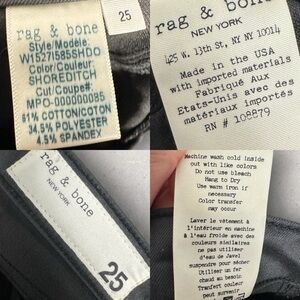 rag & bone
Style/Modèle:
W1527I585SHDO
Color/Couleur:
SHOREDITCH
Cut/Coupe#:
MPO-000000085
61% COTTON/COTON
34,5% POLYESTER
4.5% SPANDEX
25
rag & bone
NEW YORK
425 W. 13th St, NY NY 10014
Made in the USA
with imported materials
Fabriqué Aux
Etats-Unis avec des
matériaux importés
RN # 108879
rag & bone
NEW YORK
25
Machine wash cold inside
out with like colors
Do not use bleach
Hang to Dry
Use warm iron if
necessary
Color transfer
may occur
Laver le vêtement à
l'intérieur en machine
à l'eau froide avec des
couleurs similaires
ne pas utiliser
d'eau de Javel
suspendre pour sécher
Utiliser un fer
chaud au besoin
Transfert couleur
peut survenir